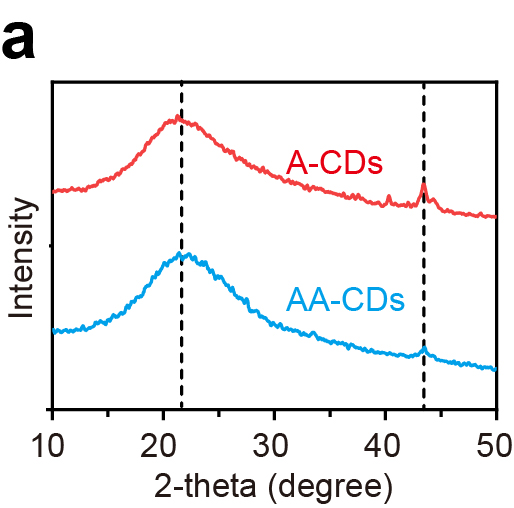 a
Intensity
A-CDs
AA-CDs
10 20 30 40 50
2-theta (degree)